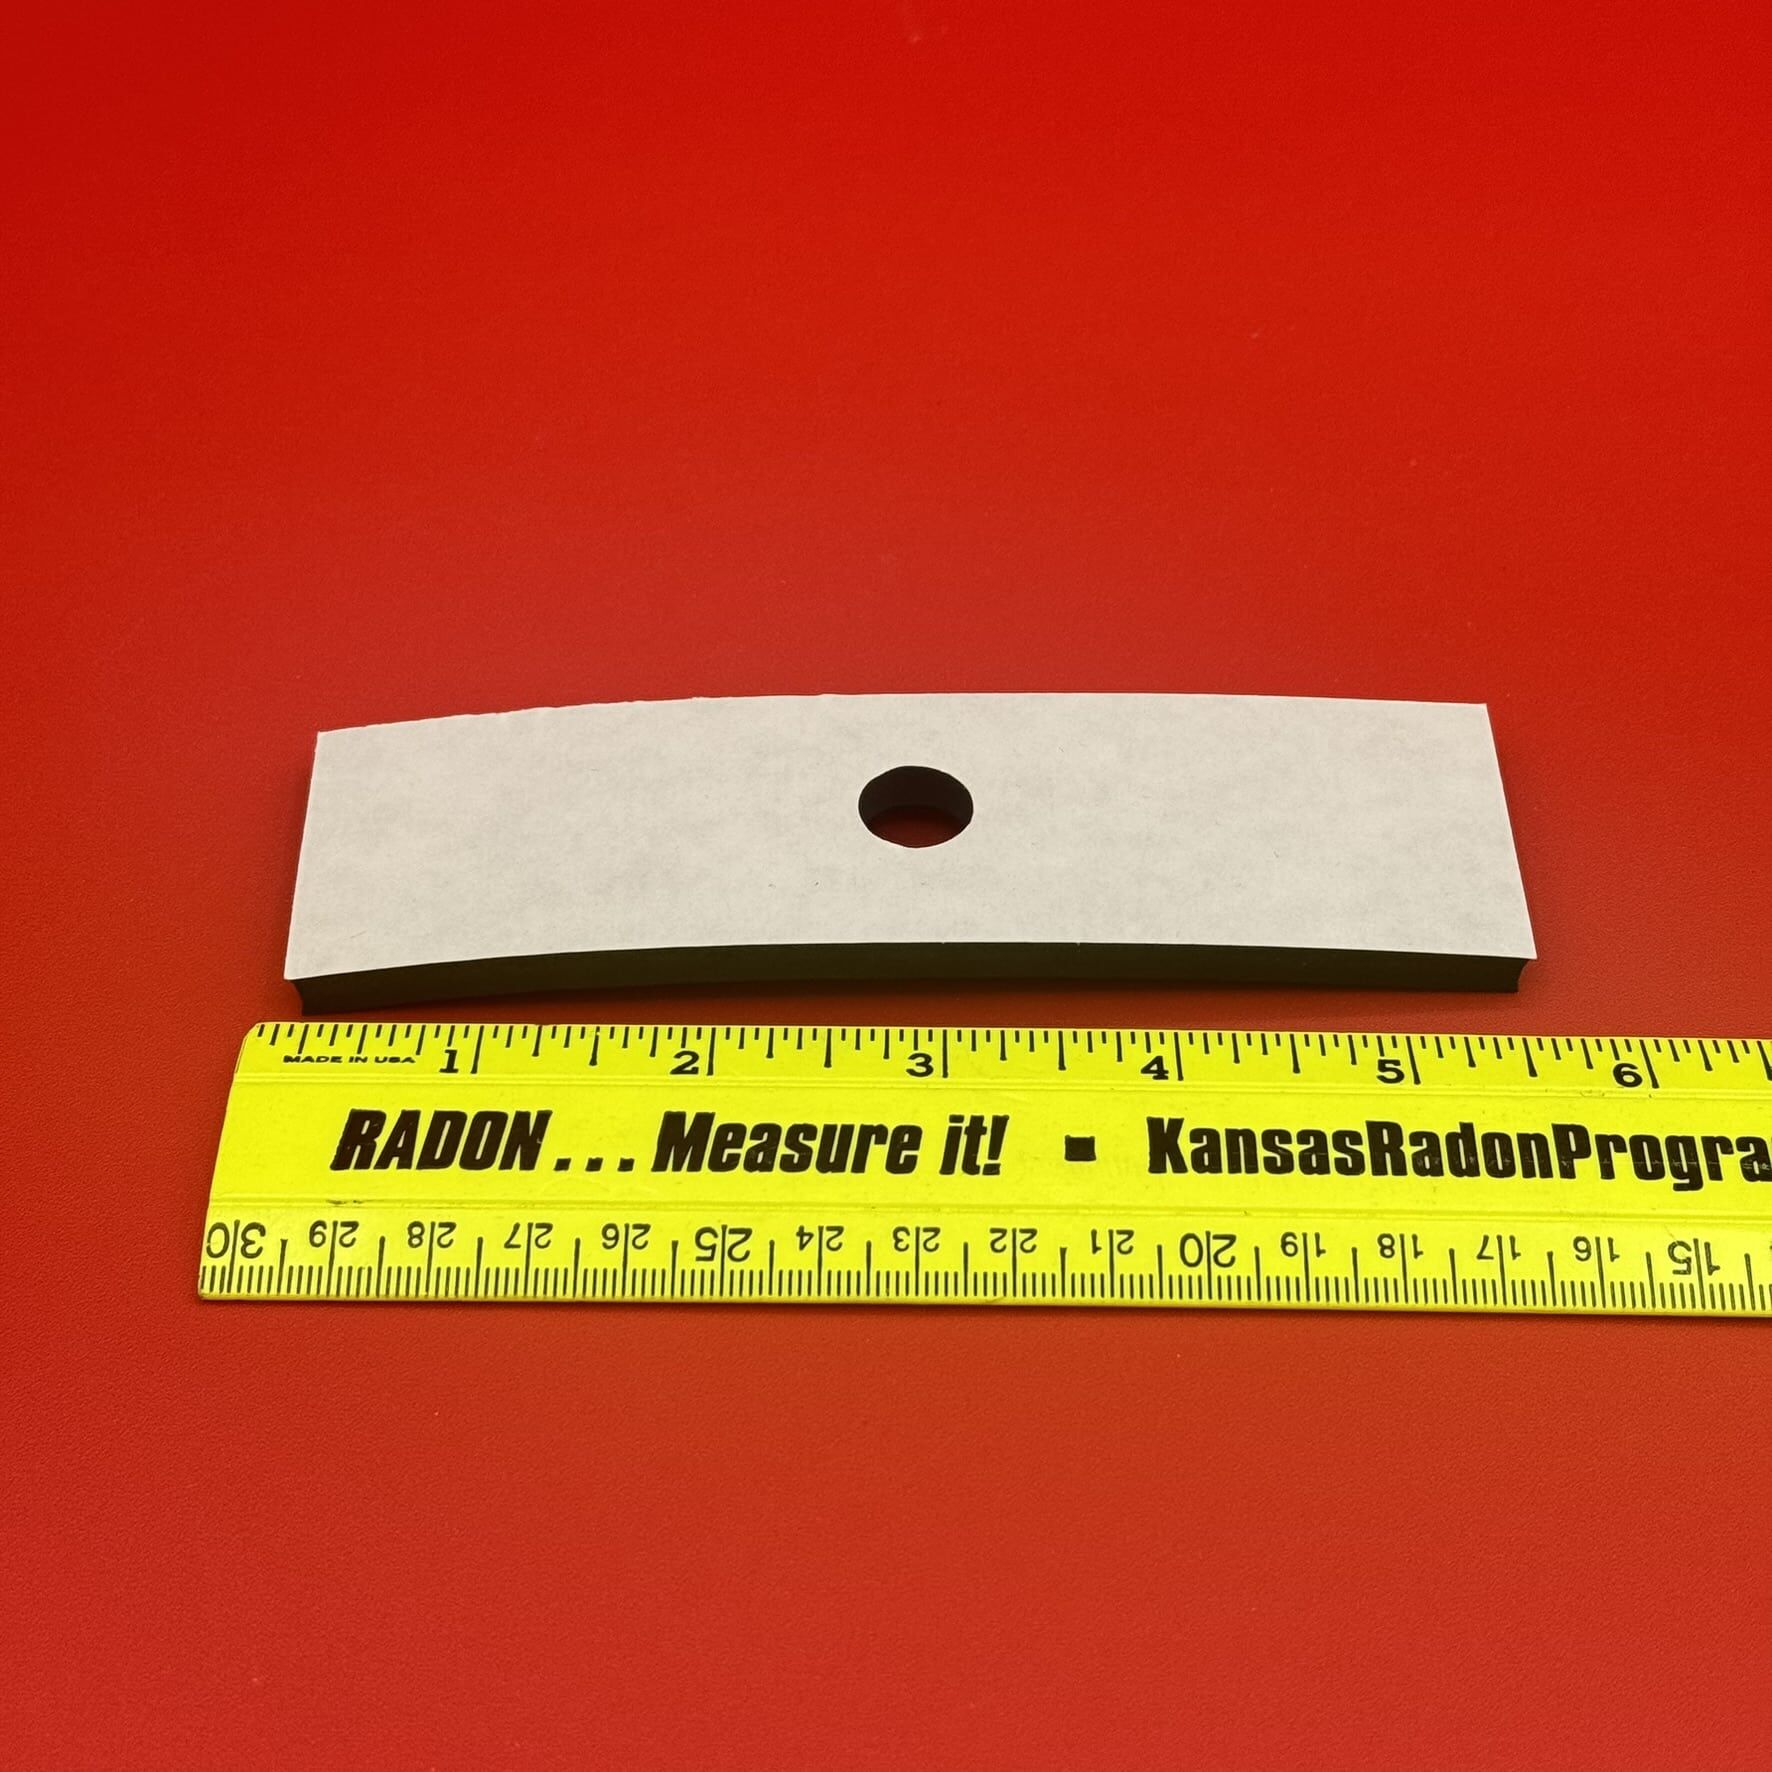 1 2 3 4 5 6
MADE IN USA
RADON... Measure it! ▪ KansasRadonProgra
30 29 28 27 26 25 24 23 22 21 20 19 18 17 16 15